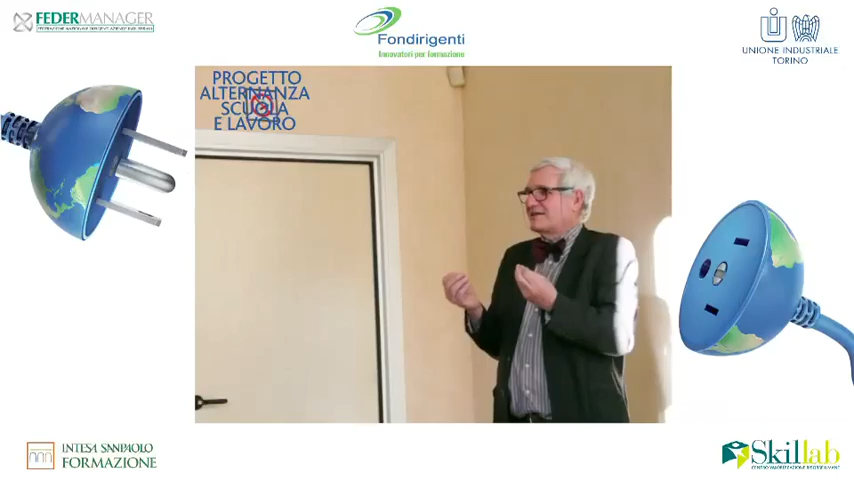 FEDERMANAGER
Fondirigenti
Innovatori per formazione
UNIONE INDUSTRIALE
TORINO
PROGETTO
ALTERNANZA
SCUOLA
E LAVORO
INTESA SANPAOLO
FORMAZIONE
Skillab